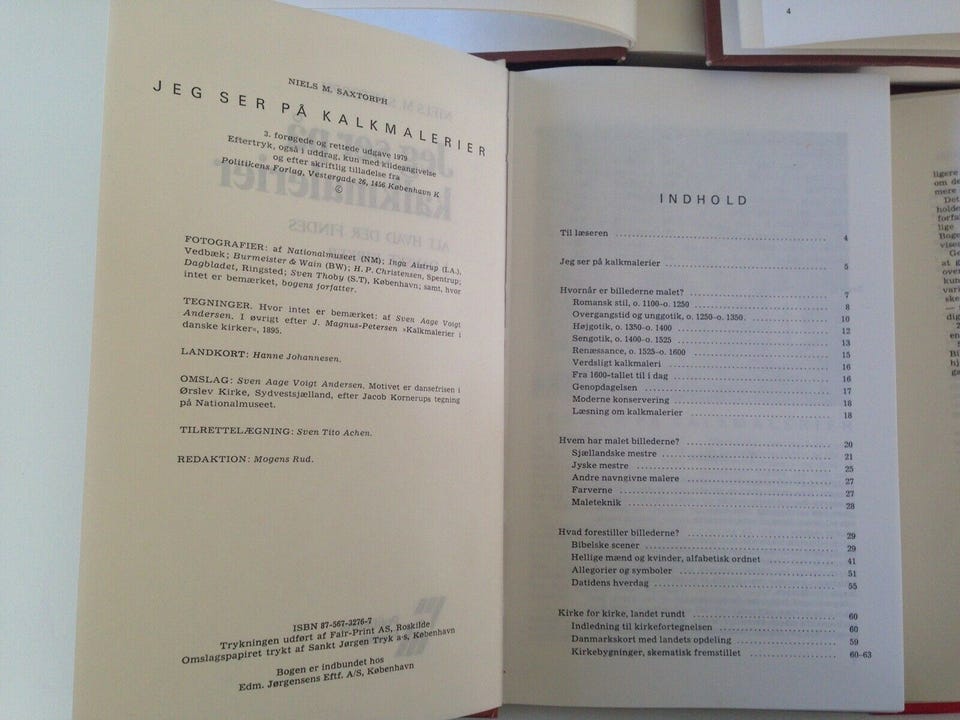 NIELS M. SAXTORPH
JEG SER PÅ KALKMALERIER
3. forøgede og rettede udgave 1979
Eftertryk, også i uddrag, kun med kildeangivelse
og efter skriftlig tilladelse fra
Politikens Forlag, Vestergade 26, 1456 København K
©
FOTOGRAFIER: af Nationalmuseet (NM); Inga Aistrup (I.A.),
Vedbæk; Burmeister & Wain (BW); H. P. Christensen, Spentrup;
Dagbladet, Ringsted; Sven Thoby (S.T), København; samt, hvor
intet er bemærket, bogens forfatter.
TEGNINGER. Hvor intet er bemærket: af Sven Aage Voigt
Andersen. I øvrigt efter J. Magnus-Petersen »Kalkmalerier i
danske kirker«, 1895.
LANDKORT: Hanne Johannesen.
OMSLAG: Sven Aage Voigt Andersen. Motivet er dansefrisen i
Ørslev Kirke, Sydvestsjælland, efter Jacob Kornerups tegning
på Nationalmuseet.
TILRETTELÆGNING: Sven Tito Achen.
REDAKTION: Mogens Rud.
ISBN 87-567-3276-7
Trykningen udført af Fair-Print AS, Roskilde
Omslagspapiret trykt af Sankt Jørgen Tryk a·s, København
Bogen er indbundet hos
Edm. Jørgensens Eftf. A/S, København
INDHOLD
Til læseren 4
Jeg ser på kalkmalerier 5
Hvornår er billederne malet? 7
Romansk stil, o. 1100-o. 1250 8
Overgangstid og unggotik, o. 1250-o. 1350 10
Højgotik, o. 1350-o. 1400 12
Sengotik, o. 1400-o. 1525 13
Renæssance, o. 1525-o. 1600 15
Verdsligt kalkmaleri 16
Fra 1600-tallet til i dag 16
Genopdagelsen 17
Moderne konservering 18
Læsning om kalkmalerier 18
Hvem har malet billederne? 20
Sjællandske mestre 21
Jyske mestre 25
Andre navngivne malere 27
Farverne 27
Maleteknik 28
Hvad forestiller billederne? 29
Bibelske scener 29
Hellige mænd og kvinder, alfabetisk ordnet 41
Allegorier og symboler 51
Datidens hverdag 55
Kirke for kirke, landet rundt 60
Indledning til kirkefortegnelsen 60
Danmarkskort med landets opdeling 59
Kirkebygninger, skematisk fremstillet 60-63
4
ligere
om de
mere
Det
holde
forfa
lige
Boge
vise